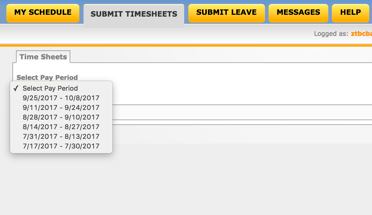 MY SCHEDULE SUBMIT TIMESHEETS SUBMIT LEAVE MESSAGES HELP
Logged as:
Time Sheets
Select Pay Period
✓ Select Pay Period
9/25/2017 - 10/8/2017
9/11/2017 - 9/24/2017
8/28/2017 - 9/10/2017
8/14/2017 - 8/27/2017
7/31/2017 - 8/13/2017
7/17/2017 - 7/30/2017